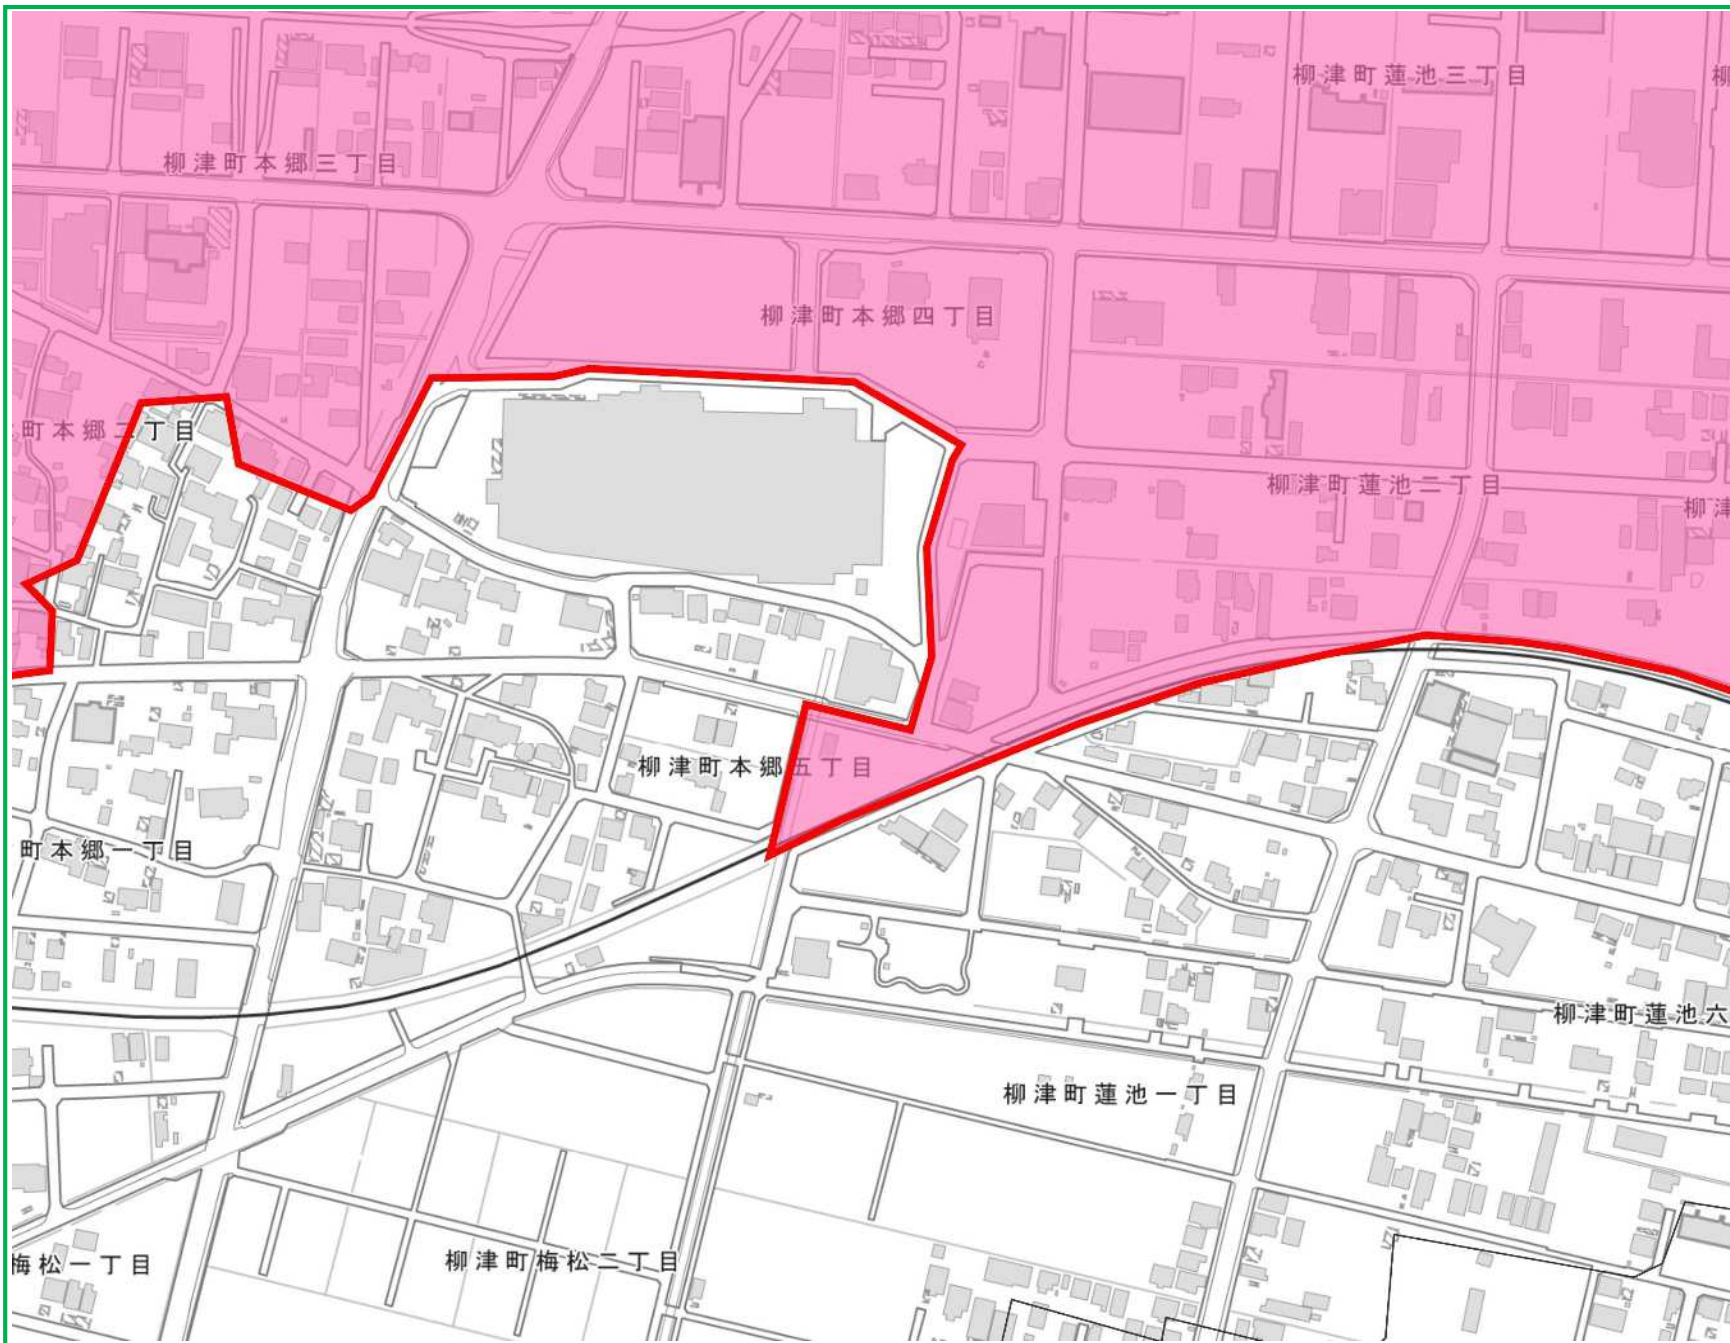 柳津町蓮池三丁目
柳
柳津町本郷三丁目
柳津町本郷四丁目
町本郷二丁目
柳津町蓮池二丁目
柳津
柳津町本郷五丁目
町本郷一丁目
柳津町蓮池六
柳津町蓮池一丁目
梅松一丁目
柳津町梅松二丁目